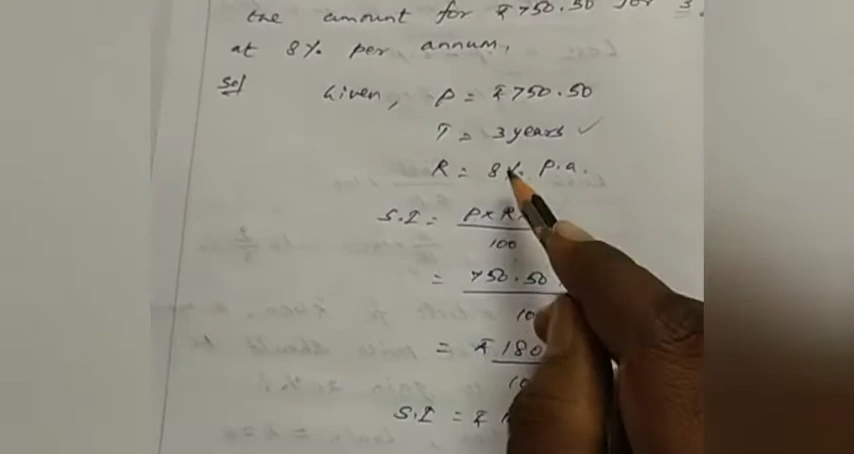 the amount for ₹750.50 for 3
at 8% per annum.
Sol Given, P = ₹750.50
T = 3 years ✓
R = 8% p.a.
S.I = P×R×
100
= 750.50
10
= ₹180
10
S.I = ₹